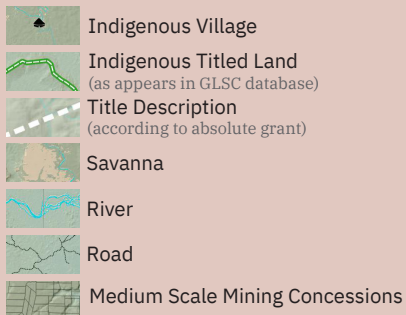 Indigenous Village
Indigenous Titled Land
(as appears in GLSC database)
Title Description
(according to absolute grant)
Savanna
River
Road
Medium Scale Mining Concessions